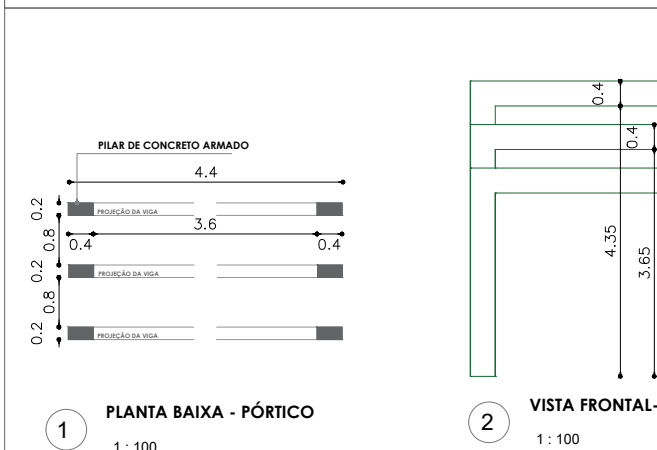 PILAR DE CONCRETO ARMADO
4.4
0.2
PROJEÇÃO DA VIGA
3.6
0.8
0.4
0.4
0.2
PROJEÇÃO DA VIGA
0.8
0.2
PROJEÇÃO DA VIGA
1
PLANTA BAIXA - PÓRTICO
1 : 100
0.4
0.4
4.35
3.65
2
VISTA FRONTAL-
1 : 100